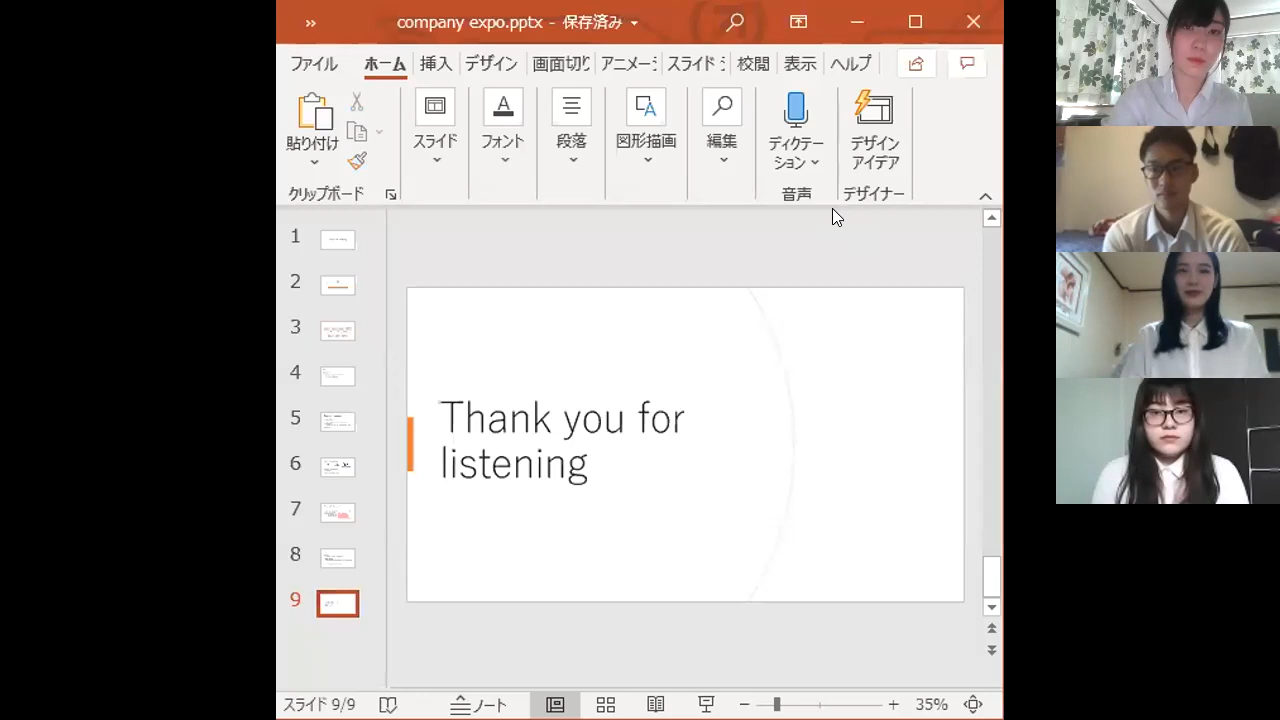 company expo.pptx - 保存済み
ファイル ホーム 挿入 デザイン 画面切り アニメーシ スライド シ 校閲 表示 ヘルプ
貼り付け
クリップボード
スライド
フォント
段落
図形描画
編集
ディクテー
ション
音声
デザイン
アイデア
デザイナー
1
2
3
4
5
6
7
8
9
Thank you for
listening
スライド 9/9
ノート
35%